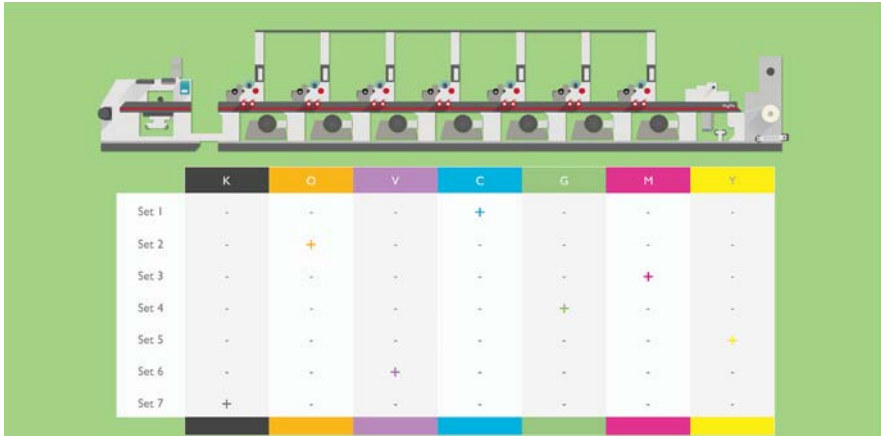 K O V C G M Y
Set 1 - - - + - - -
Set 2 - + - - - - -
Set 3 - - - - - + -
Set 4 - - - - + - -
Set 5 - - - - - - +
Set 6 - - + - - - -
Set 7 + - - - - - -